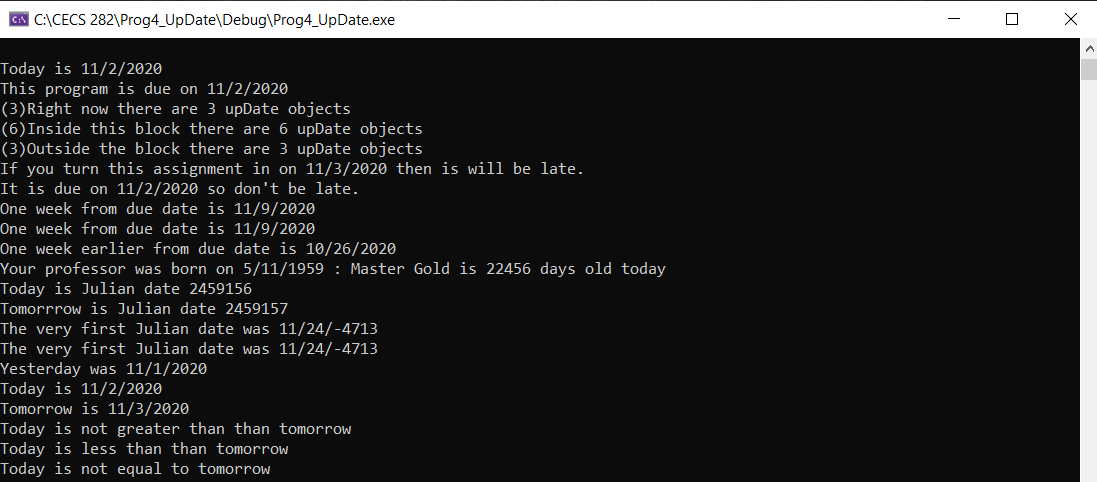 C:\CECS 282\Prog4_UpDate\Debug\Prog4_UpDate.exe
Today is 11/2/2020
This program is due on 11/2/2020
(3)Right now there are 3 upDate objects
(6)Inside this block there are 6 upDate objects
(3)Outside the block there are 3 upDate objects
If you turn this assignment in on 11/3/2020 then is will be late.
It is due on 11/2/2020 so don't be late.
One week from due date is 11/9/2020
One week from due date is 11/9/2020
One week earlier from due date is 10/26/2020
Your professor was born on 5/11/1959 : Master Gold is 22456 days old today
Today is Julian date 2459156
Tomorrrow is Julian date 2459157
The very first Julian date was 11/24/-4713
The very first Julian date was 11/24/-4713
Yesterday was 11/1/2020
Today is 11/2/2020
Tomorrow is 11/3/2020
Today is not greater than than tomorrow
Today is less than than tomorrow
Today is not equal to tomorrow